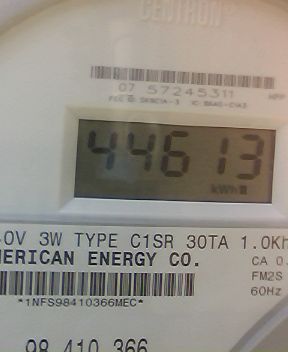 CENTRON®
07 57245311
44613
kWh
0V 3W TYPE C1SR 30TA 1.0Kh
MERICAN ENERGY CO.
CA 0.
FM2S
60Hz
*1NFS98410366MEC*
98 410 366